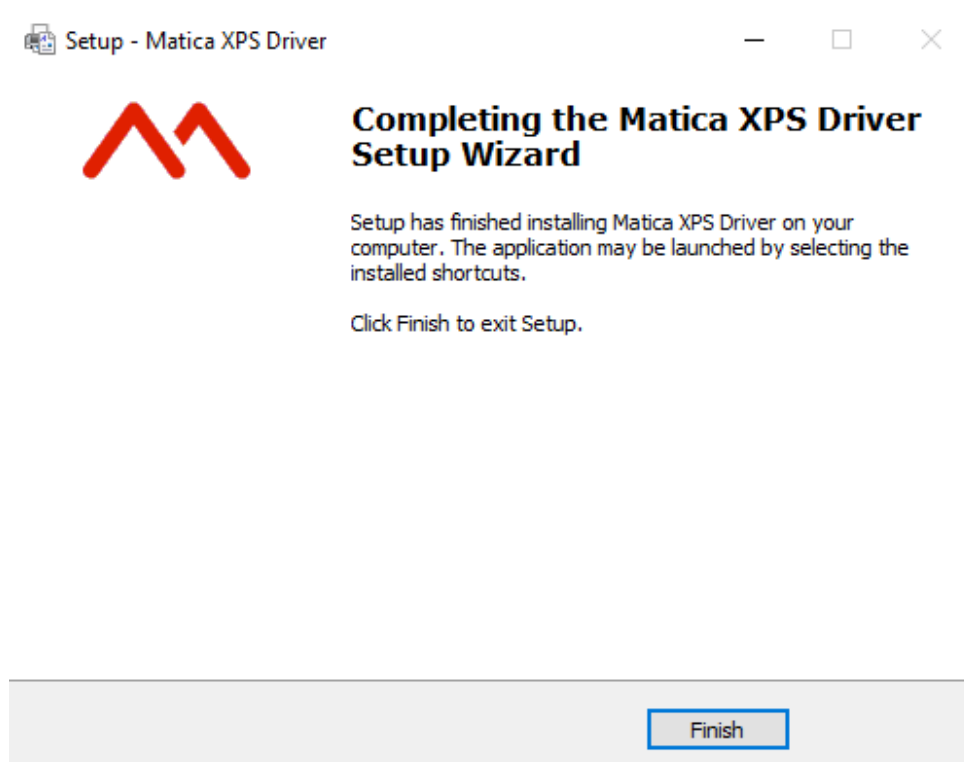 Setup - Matica XPS Driver
Completing the Matica XPS Driver
Setup Wizard
Setup has finished installing Matica XPS Driver on your
computer. The application may be launched by selecting the
installed shortcuts.
Click Finish to exit Setup.
Finish